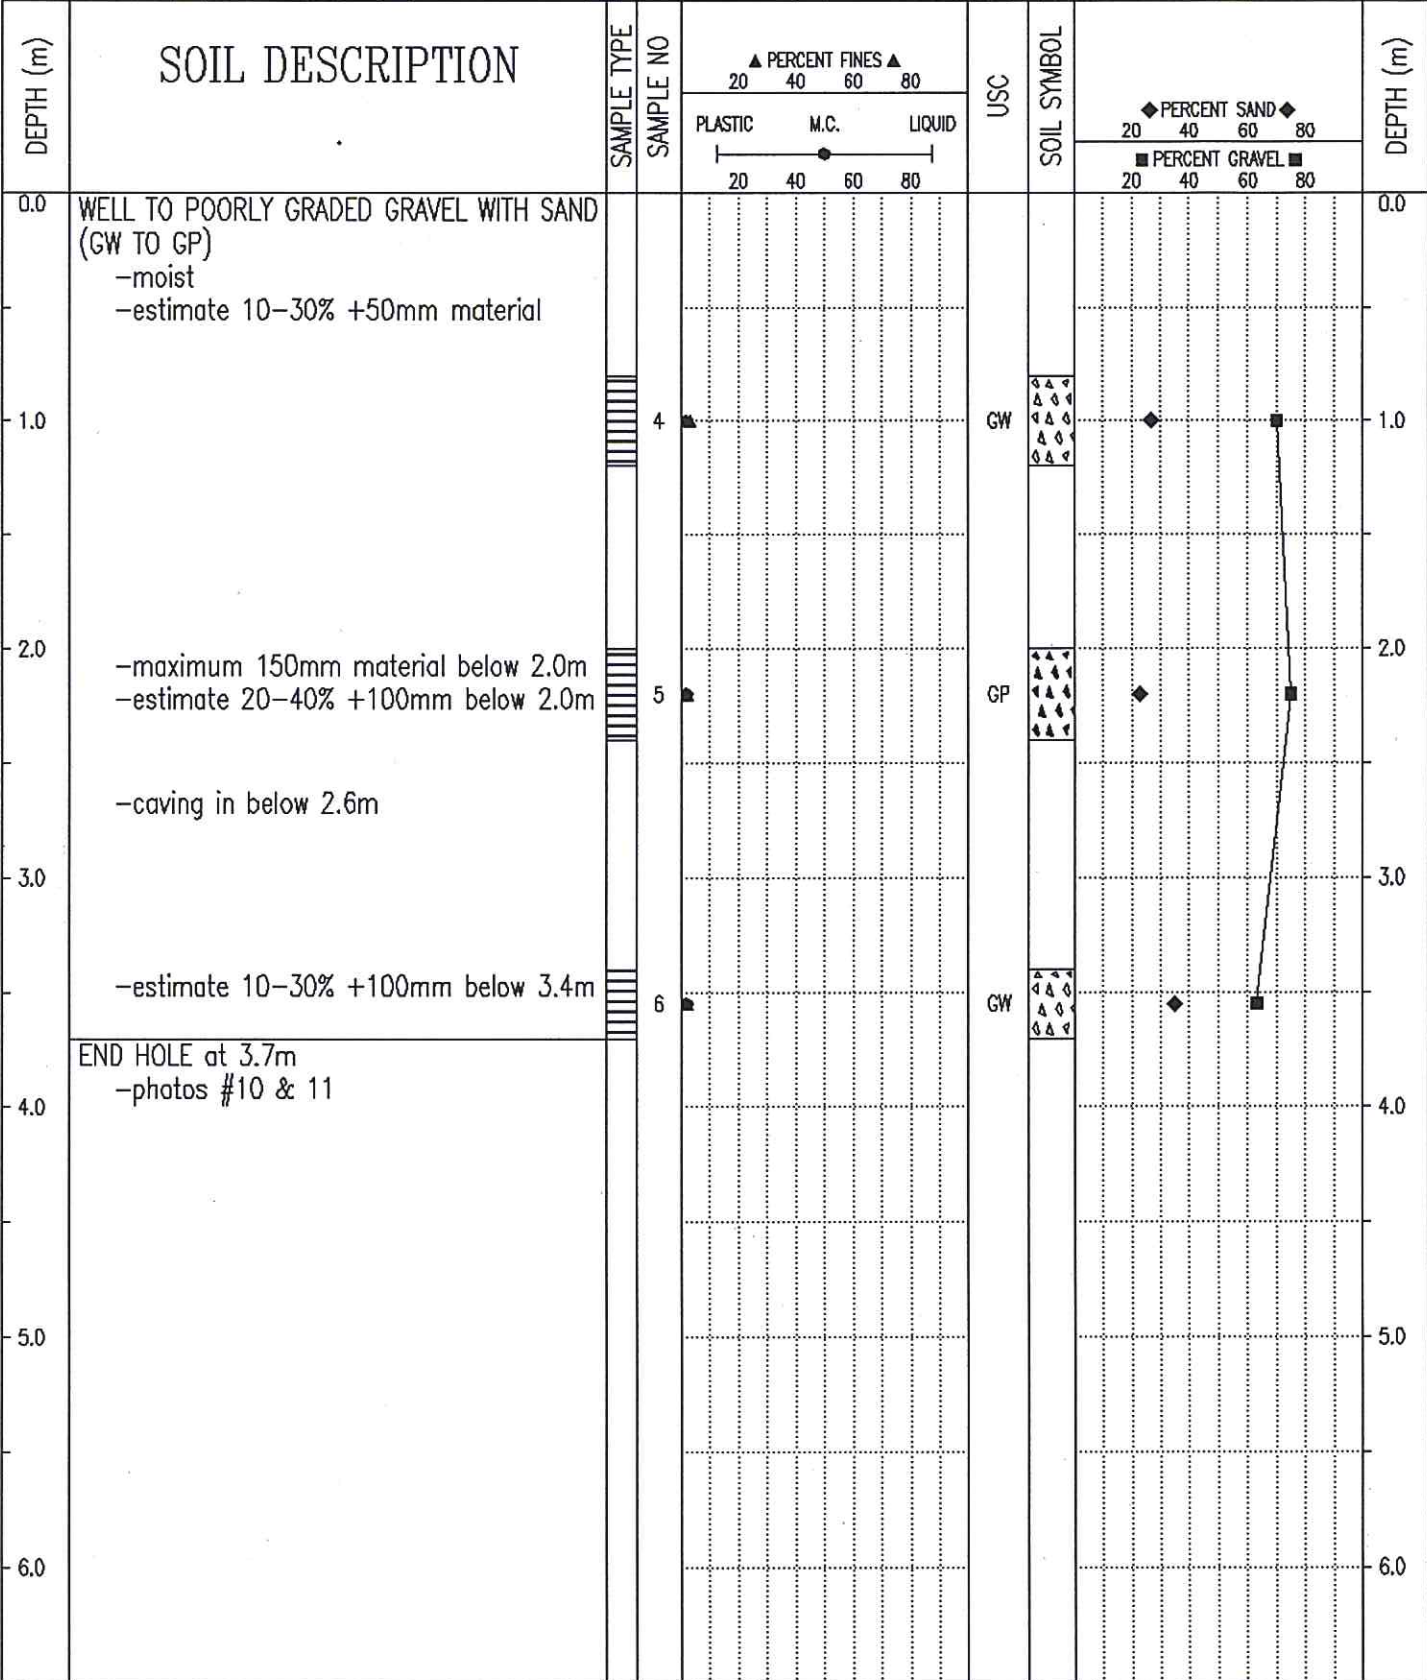 DEPTH (m)
SOIL DESCRIPTION
SAMPLE TYPE
SAMPLE NO
▲ PERCENT FINES ▲
20 40 60 80
PLASTIC M.C. LIQUID
20 40 60 80
USC
SOIL SYMBOL
◆PERCENT SAND◆
20 40 60 80
■ PERCENT GRAVEL ■
20 40 60 80
DEPTH (m)
0.0 WELL TO POORLY GRADED GRAVEL WITH SAND 0.0
(GW TO GP)
-moist
-estimate 10-30% +50mm material
1.0 4 GW 1.0
2.0 2.0
-maximum 150mm material below 2.0m
-estimate 20-40% +100mm below 2.0m 5 GP
-caving in below 2.6m
3.0 3.0
-estimate 10-30% +100mm below 3.4m
6 GW
END HOLE at 3.7m
-photos #10 & 11
4.0 4.0
5.0 5.0
6.0 6.0